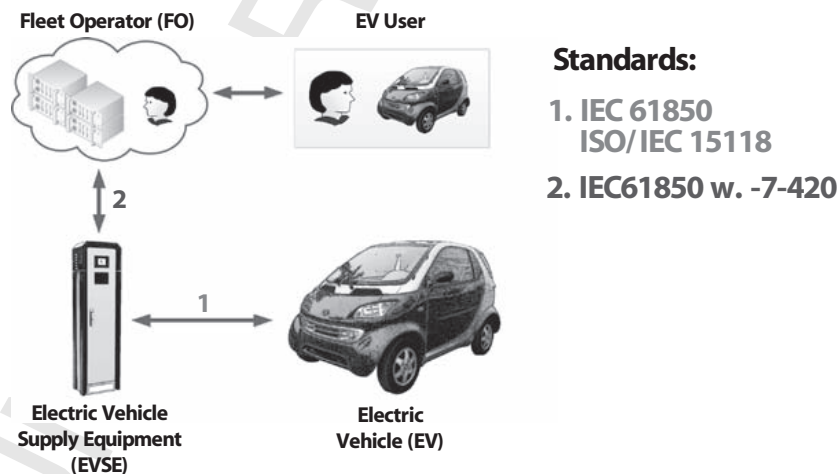 Fleet Operator (FO)
EV User
Standards:
1. IEC 61850
ISO/IEC 15118
2. IEC61850 w. -7-420
2
1
Electric Vehicle
Supply Equipment
(EVSE)
Electric
Vehicle (EV)